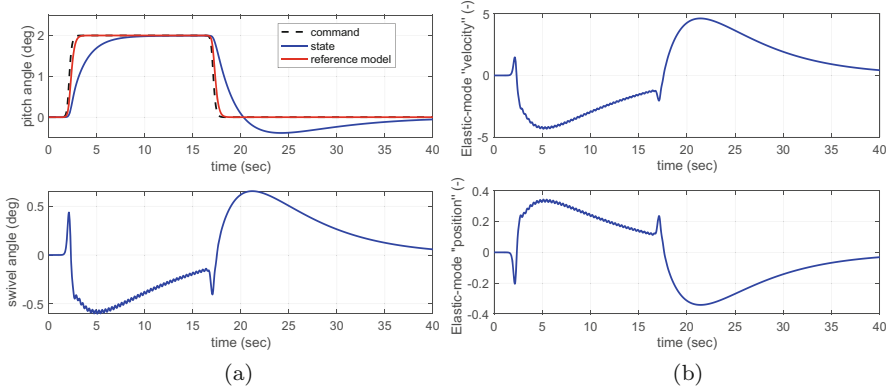 pitch angle (deg)
2
1
0
0 5 10 15 20 25 30 35 40
time (sec)
command
state
reference model
swivel angle (deg)
0.5
0
-0.5
0 5 10 15 20 25 30 35 40
time (sec)
(a)
Elastic-mode "velocity" (-)
5
0
-5
0 5 10 15 20 25 30 35 40
time (sec)
Elastic-mode "position" (-)
0.4
0.2
0
-0.2
-0.4
0 5 10 15 20 25 30 35 40
time (sec)
(b)